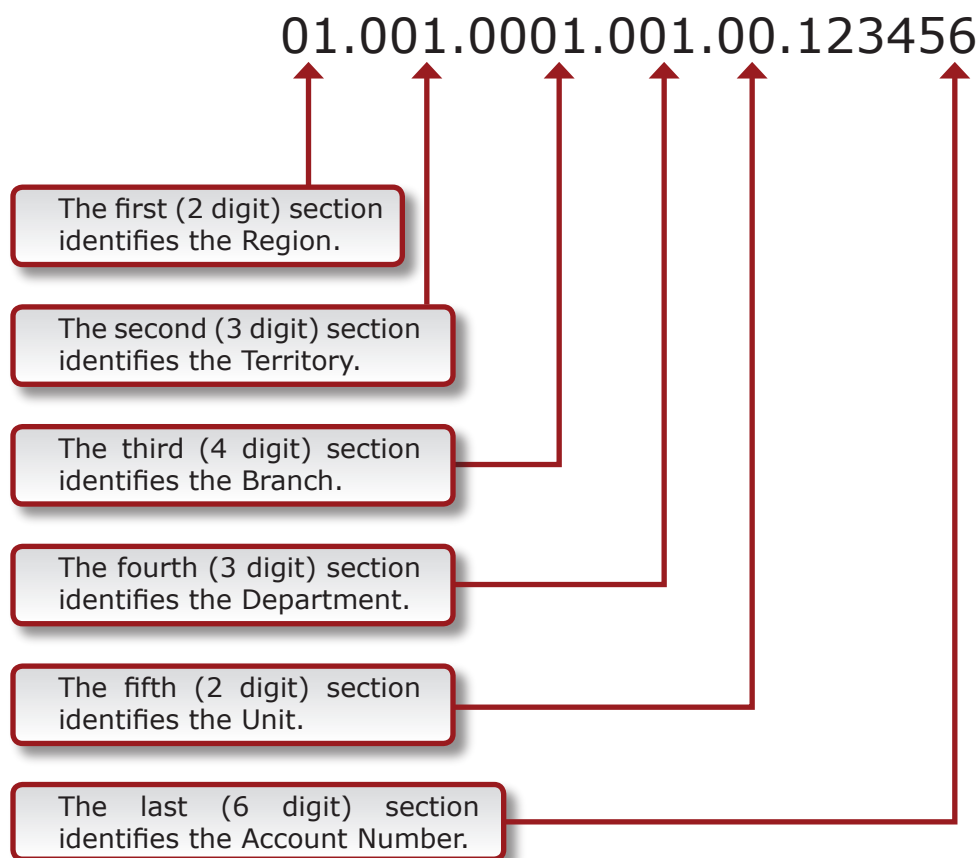 01.001.0001.001.00.123456
The first (2 digit) section
identifies the Region.
The second (3 digit) section
identifies the Territory.
The third (4 digit) section
identifies the Branch.
The fourth (3 digit) section
identifies the Department.
The fifth (2 digit) section
identifies the Unit.
The last (6 digit) section
identifies the Account Number.